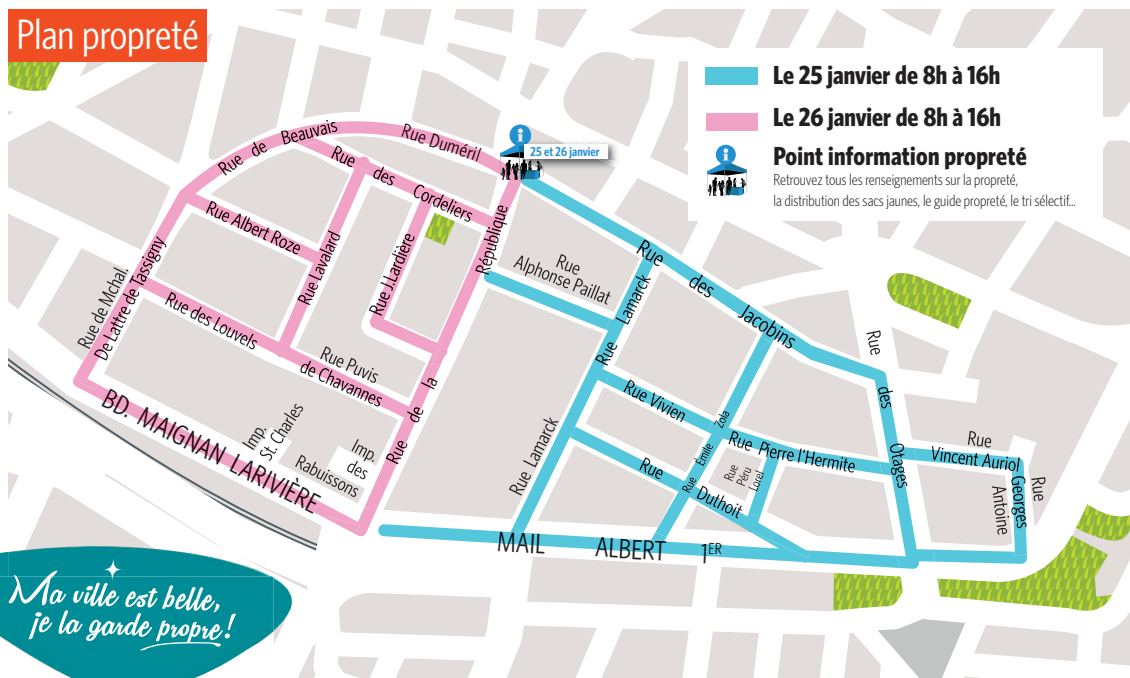 Plan propreté
Le 25 janvier de 8h à 16h
Le 26 janvier de 8h à 16h
Point information propreté
Retrouvez tous les renseignements sur la propreté,
la distribution des sacs jaunes, le guide propreté, le tri sélectif...
25 et 26 janvier
Rue de Beauvais
Rue Duméril
Rue des Cordeliers
Rue Albert Roze
Rue Lavalard
Rue J.Lardière
Rue de la République
Rue de Mchal.
De Lattre de Tassigny
Rue des Louvels
Rue Puvis
de Chavannes
BD. MAIGNAN LARIVIÈRE
Imp.
St. Charles
Imp.
des
Rabuissons
Rue
Alphonse Paillat
Rue Lamarck
Rue Lamarck
Rue des Jacobins
Rue Vivien
Rue Émile Zola
Rue Pierre l'Hermite
Rue
Péru
Lorel
Rue Duthoit
Rue des Otages
Rue
Vincent Auriol
Rue
Georges
Antoine
MAIL ALBERT 1ER
Ma ville est belle,
je la garde propre!